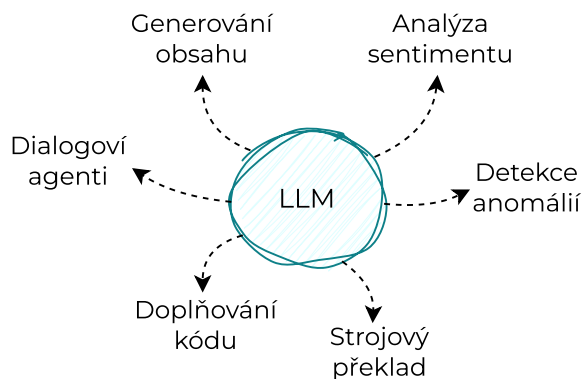 Generování
obsahu
Analýza
sentimentu
Dialogoví
agenti
LLM
Detekce
anomálií
Doplňování
kódu
Strojový
překlad